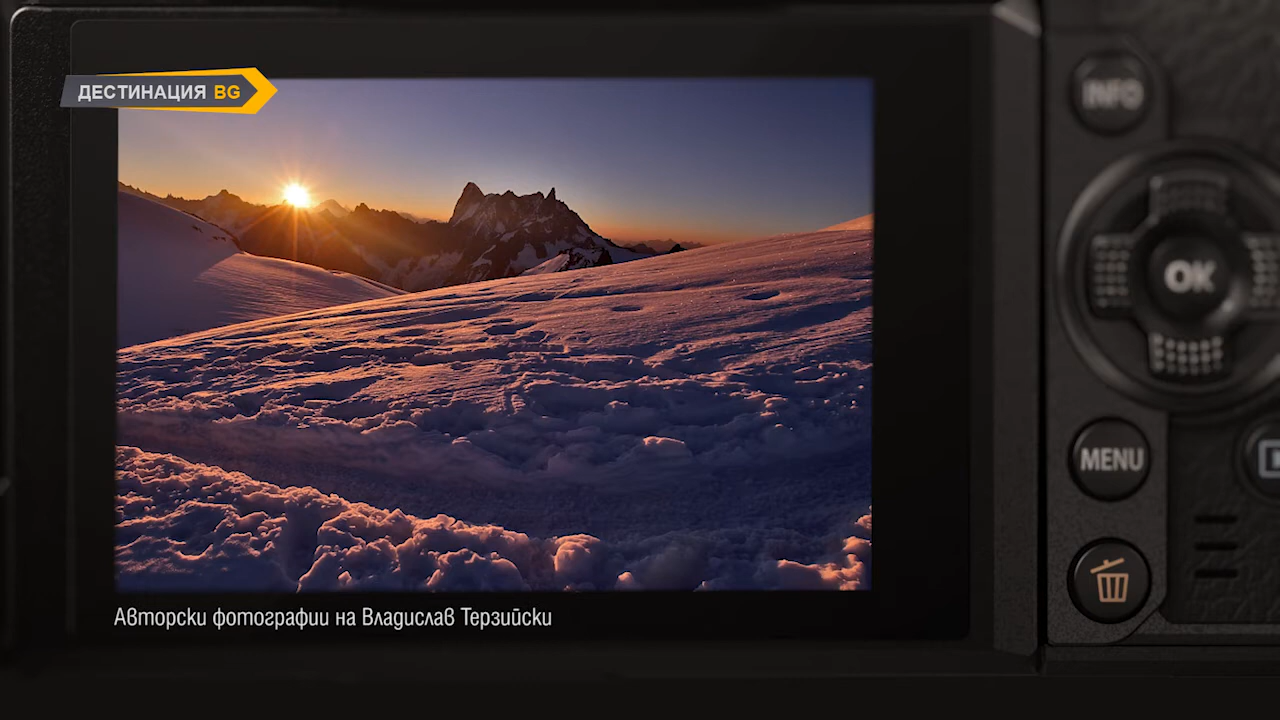 ДЕСТИНАЦИЯ BG
INFO
OK
MENU
Авторски фотографии на Владислав Терзийски